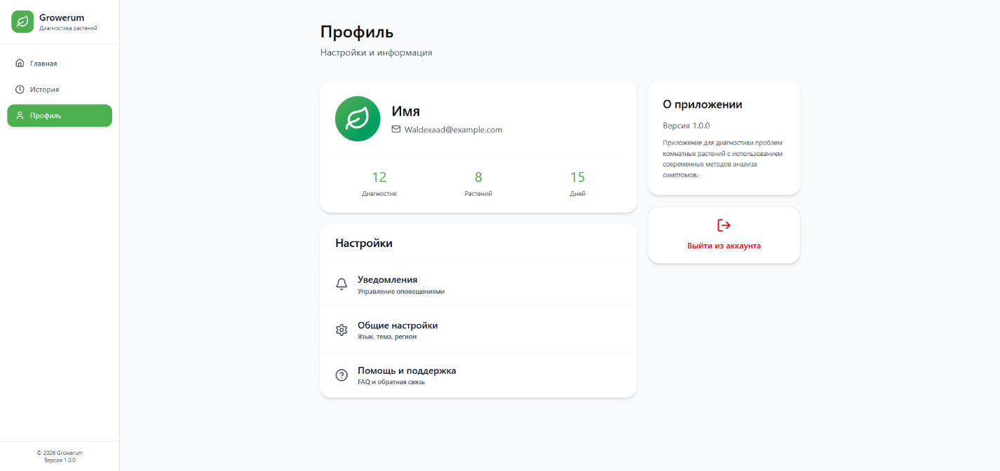 Growerum
Диагностика растений
Главная
История
Профиль
© 2026 Growerum
Версия 1.0.0
Профиль
Настройки и информация
Имя
Waldexaad@example.com
12
Диагностик
8
Растений
15
Дней
Настройки
Уведомления
Управление оповещениями
Общие настройки
Язык, тема, регион
Помощь и поддержка
FAQ и обратная связь
О приложении
Версия 1.0.0
Приложение для диагностики проблем
комнатных растений с использованием
современных методов анализа
симптомов.
Выйти из аккаунта